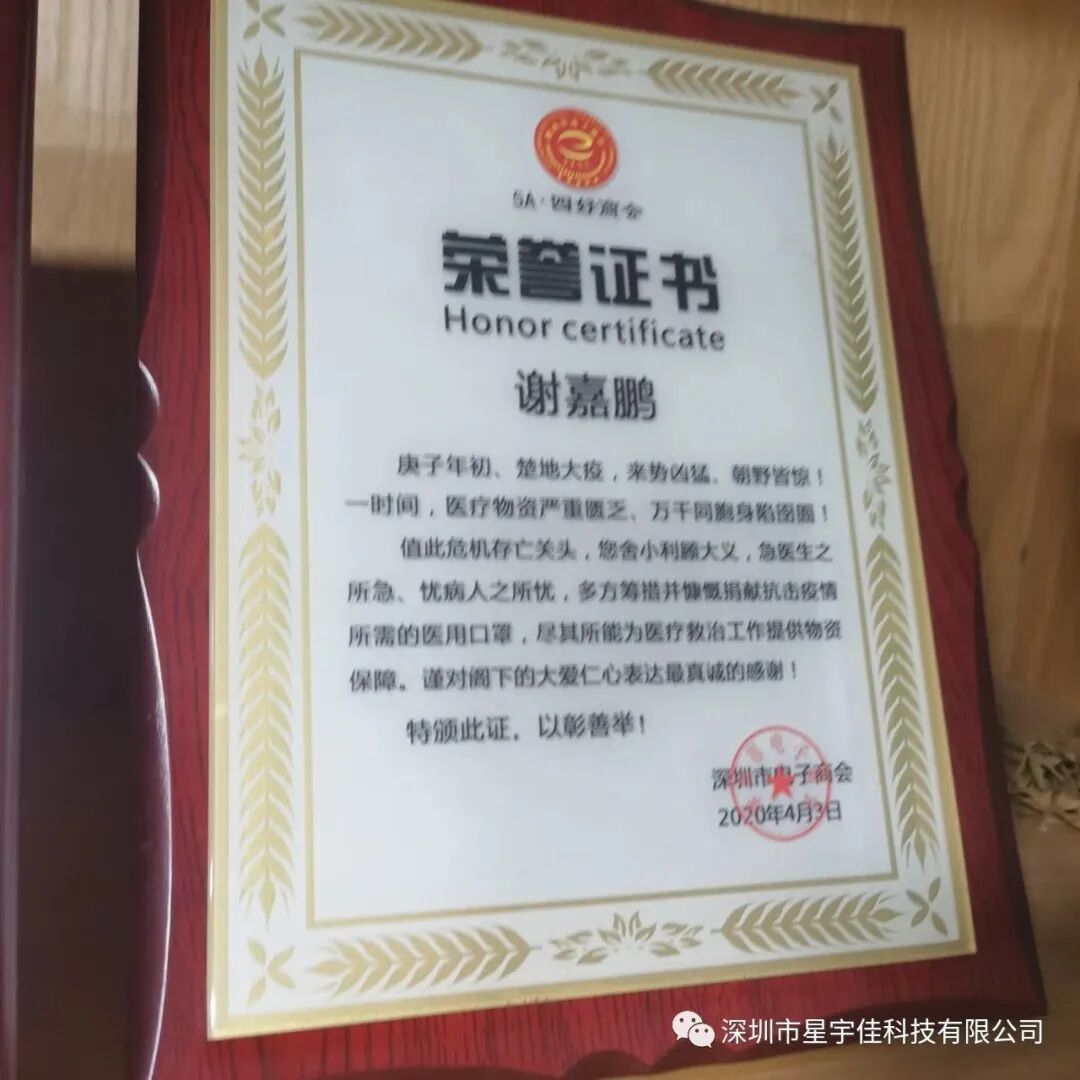 5A·四好商会
荣誉证书
Honor certificate
谢嘉鹏
庚子年初、楚地大疫，来势凶猛、朝野皆惊！
一时间，医疗物资严重匮乏、万千同胞身陷囹圄！
值此危机存亡关头，您舍小利顾大义，急医生之
所急、忧病人之所忧，多方筹措并慷慨捐献抗击疫情
所需的医用口罩，尽其所能为医疗救治工作提供物资
保障。谨对阁下的大爱仁心表达最真诚的感谢！
特颁此证，以彰善举！
深圳市电子商会
2020年4月3日
深圳市星宇佳科技有限公司